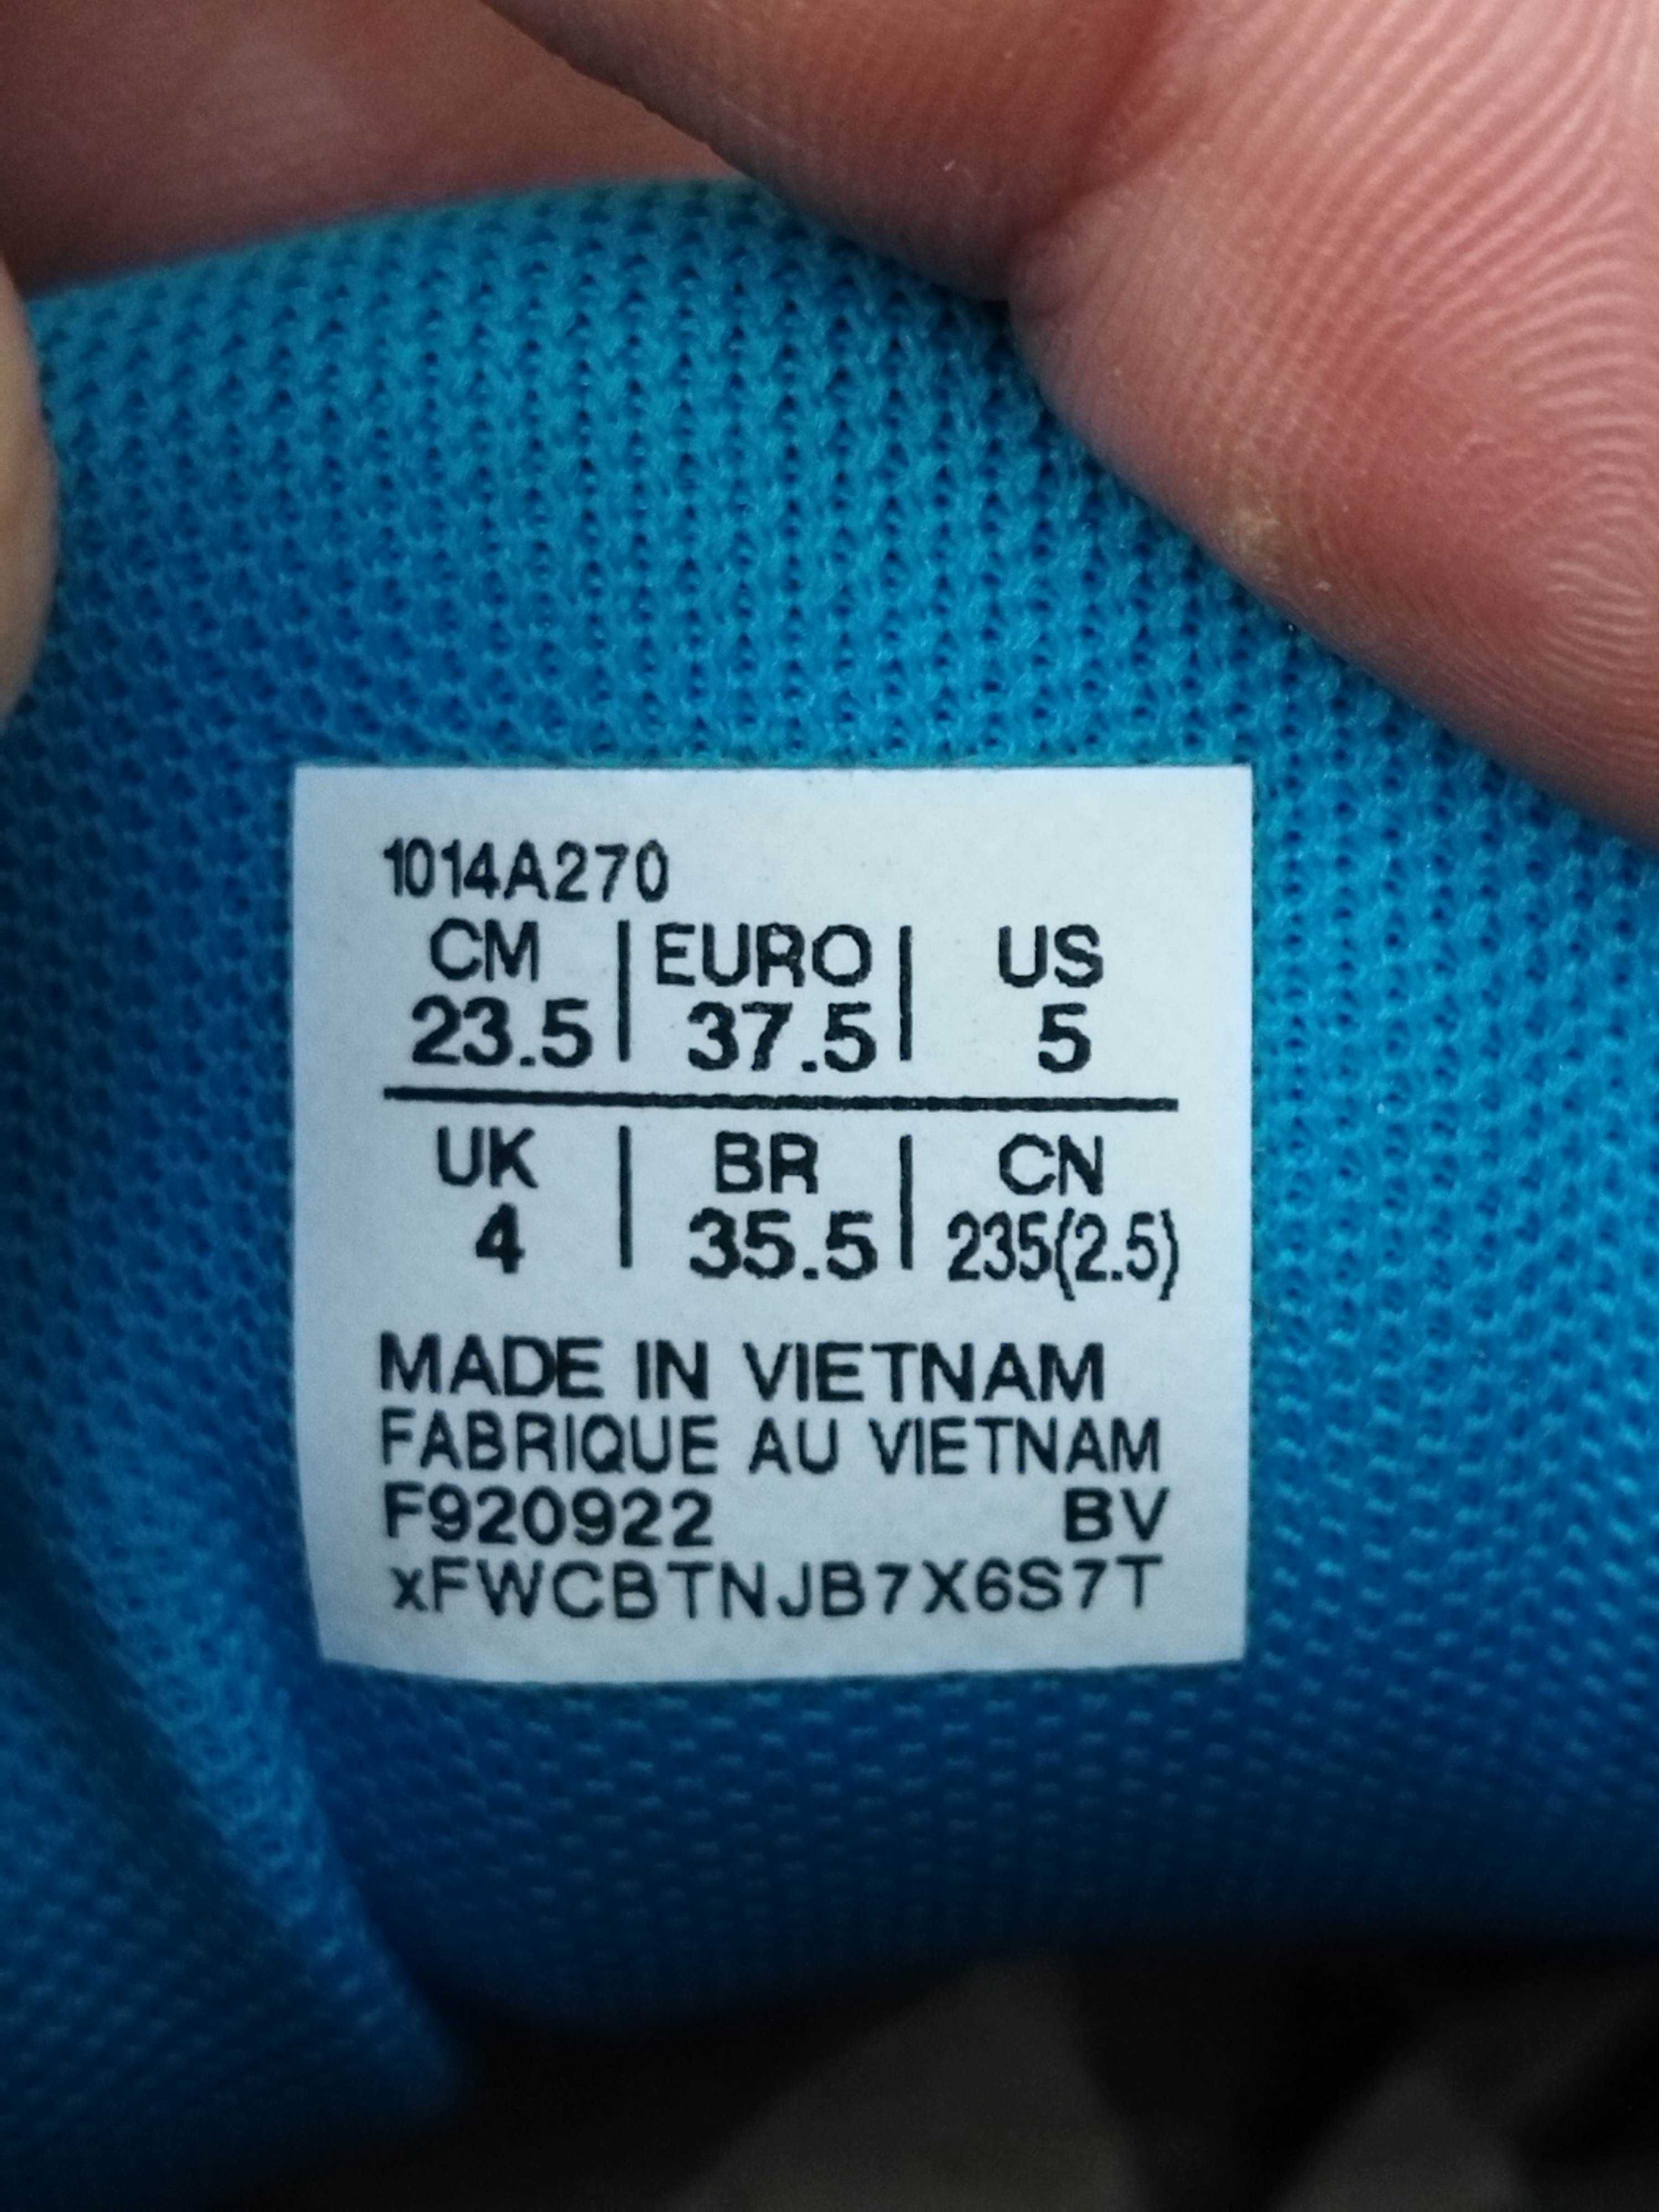 1014A270
CM | EURO | US
23.5 | 37.5 | 5
UK | BR | CN
4 | 35.5 | 235(2.5)
MADE IN VIETNAM
FABRIQUE AU VIETNAM
F920922 BV
xFWCBTNJB7X6S7T